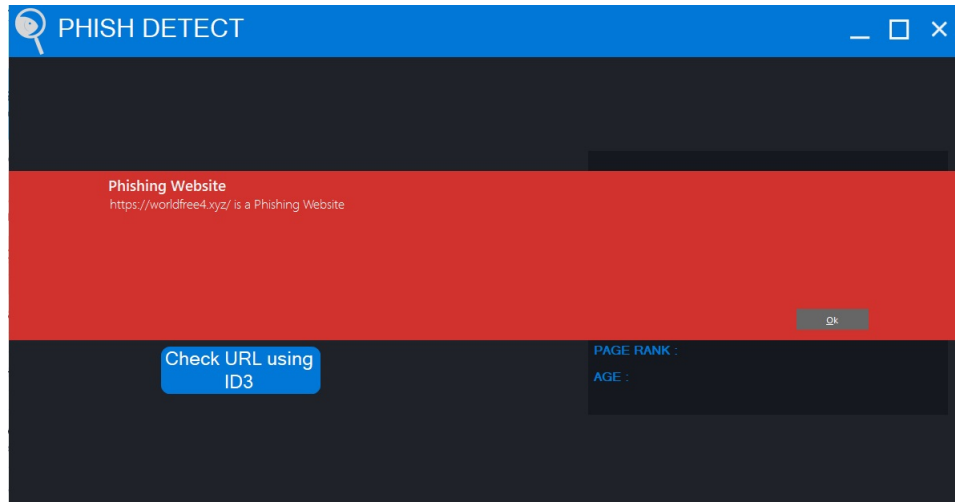 PHISH DETECT
Phishing Website
https://worldfree4.xyz/ is a Phishing Website
Ok
Check URL using
ID3
PAGE RANK :
AGE :